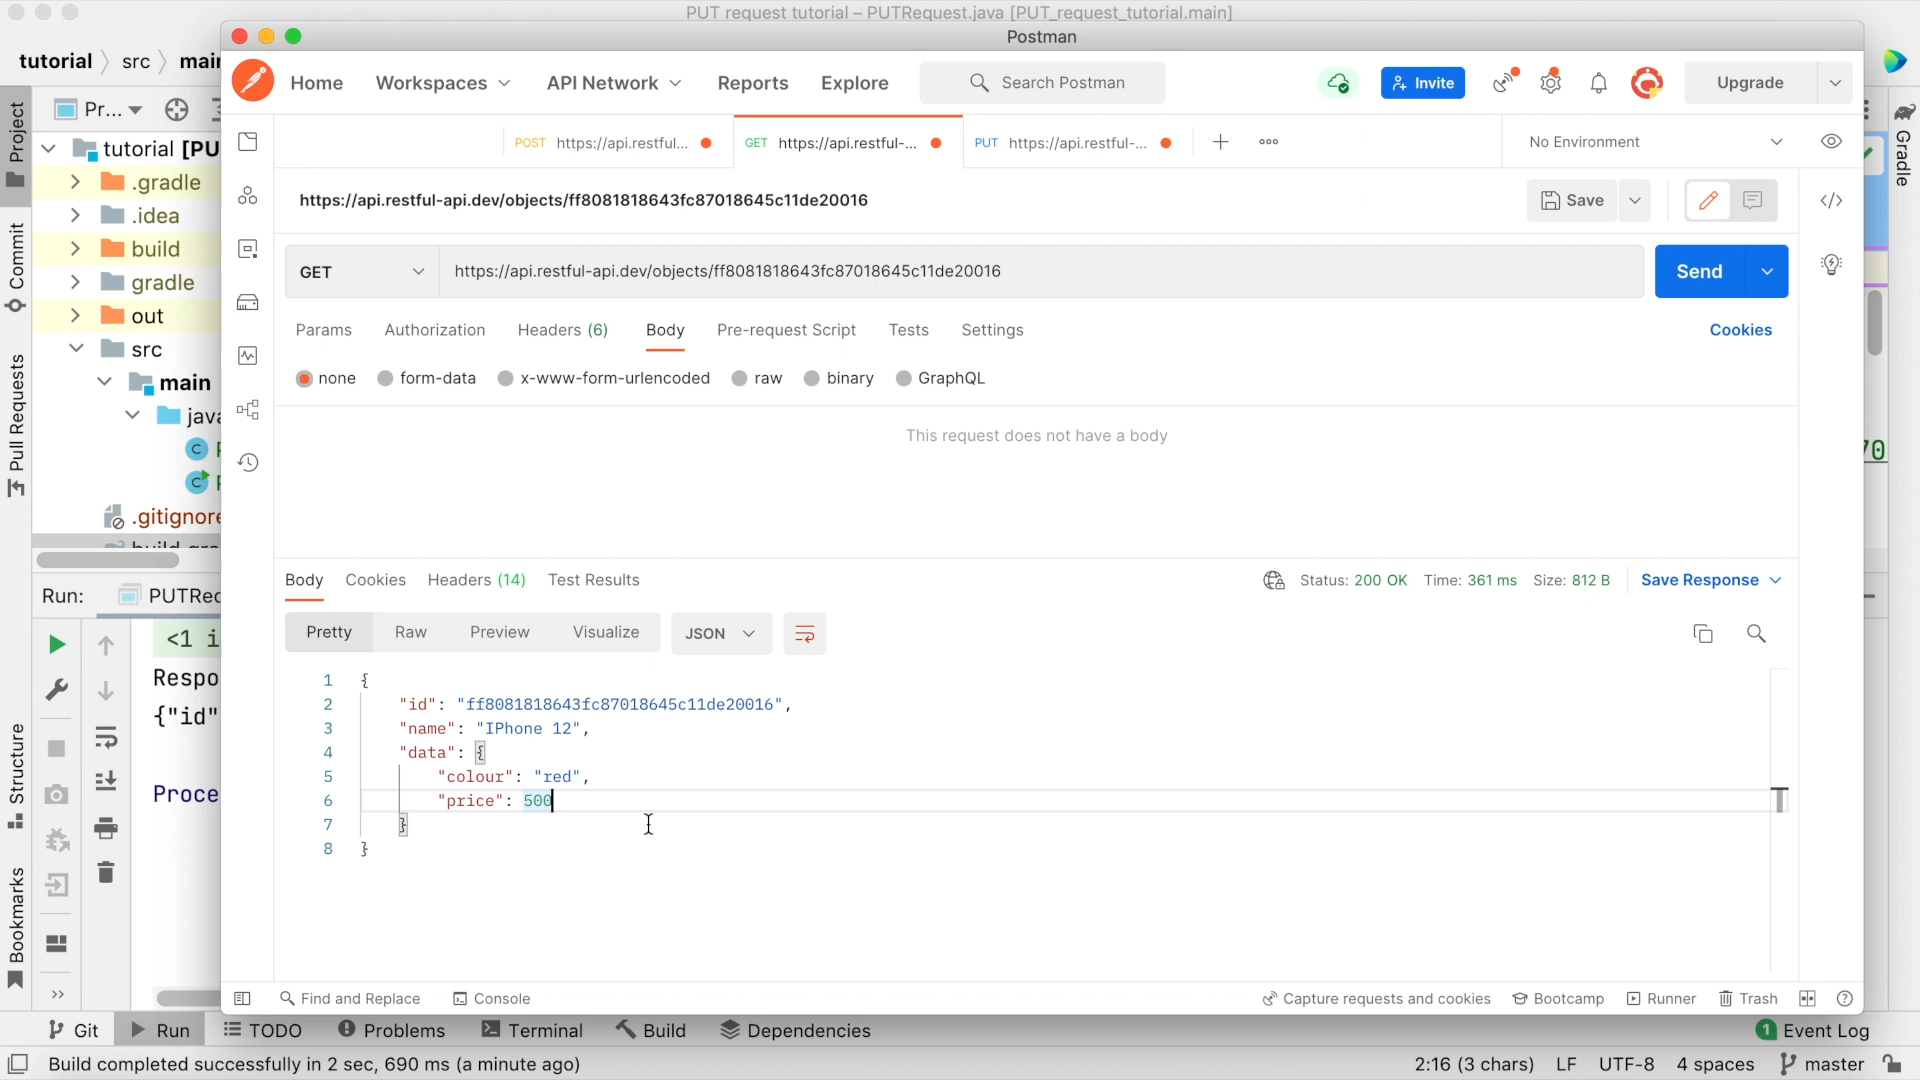 PUT request tutorial – PUTRequest.java [PUT_request_tutorial.main]
Postman
tutorial src main
Home Workspaces API Network Reports Explore Search Postman Invite Upgrade
Pr...
POST https://api.restful... GET https://api.restful-... PUT https://api.restful-... No Environment
Project
Gradle
tutorial [PU
.gradle
.idea
build
gradle
out
src
main
java
.gitignore
Commit
Pull Requests
https://api.restful-api.dev/objects/ff8081818643fc87018645c11de20016
Save
GET https://api.restful-api.dev/objects/ff8081818643fc87018645c11de20016 Send
Params Authorization Headers (6) Body Pre-request Script Tests Settings Cookies
none form-data x-www-form-urlencoded raw binary GraphQL
This request does not have a body
70
Body Cookies Headers (14) Test Results Status: 200 OK Time: 361 ms Size: 812 B Save Response
Pretty Raw Preview Visualize JSON
1 {
2 "id": "ff8081818643fc87018645c11de20016",
3 "name": "IPhone 12",
4 "data": {
5 "colour": "red",
6 "price": 500
7 }
8 }
Run: PUTRec
<1 i
Respo
{"id"
Proce
Structure
Bookmarks
Find and Replace Console Capture requests and cookies Bootcamp Runner Trash
Git Run TODO Problems Terminal Build Dependencies 1 Event Log
Build completed successfully in 2 sec, 690 ms (a minute ago) 2:16 (3 chars) LF UTF-8 4 spaces master